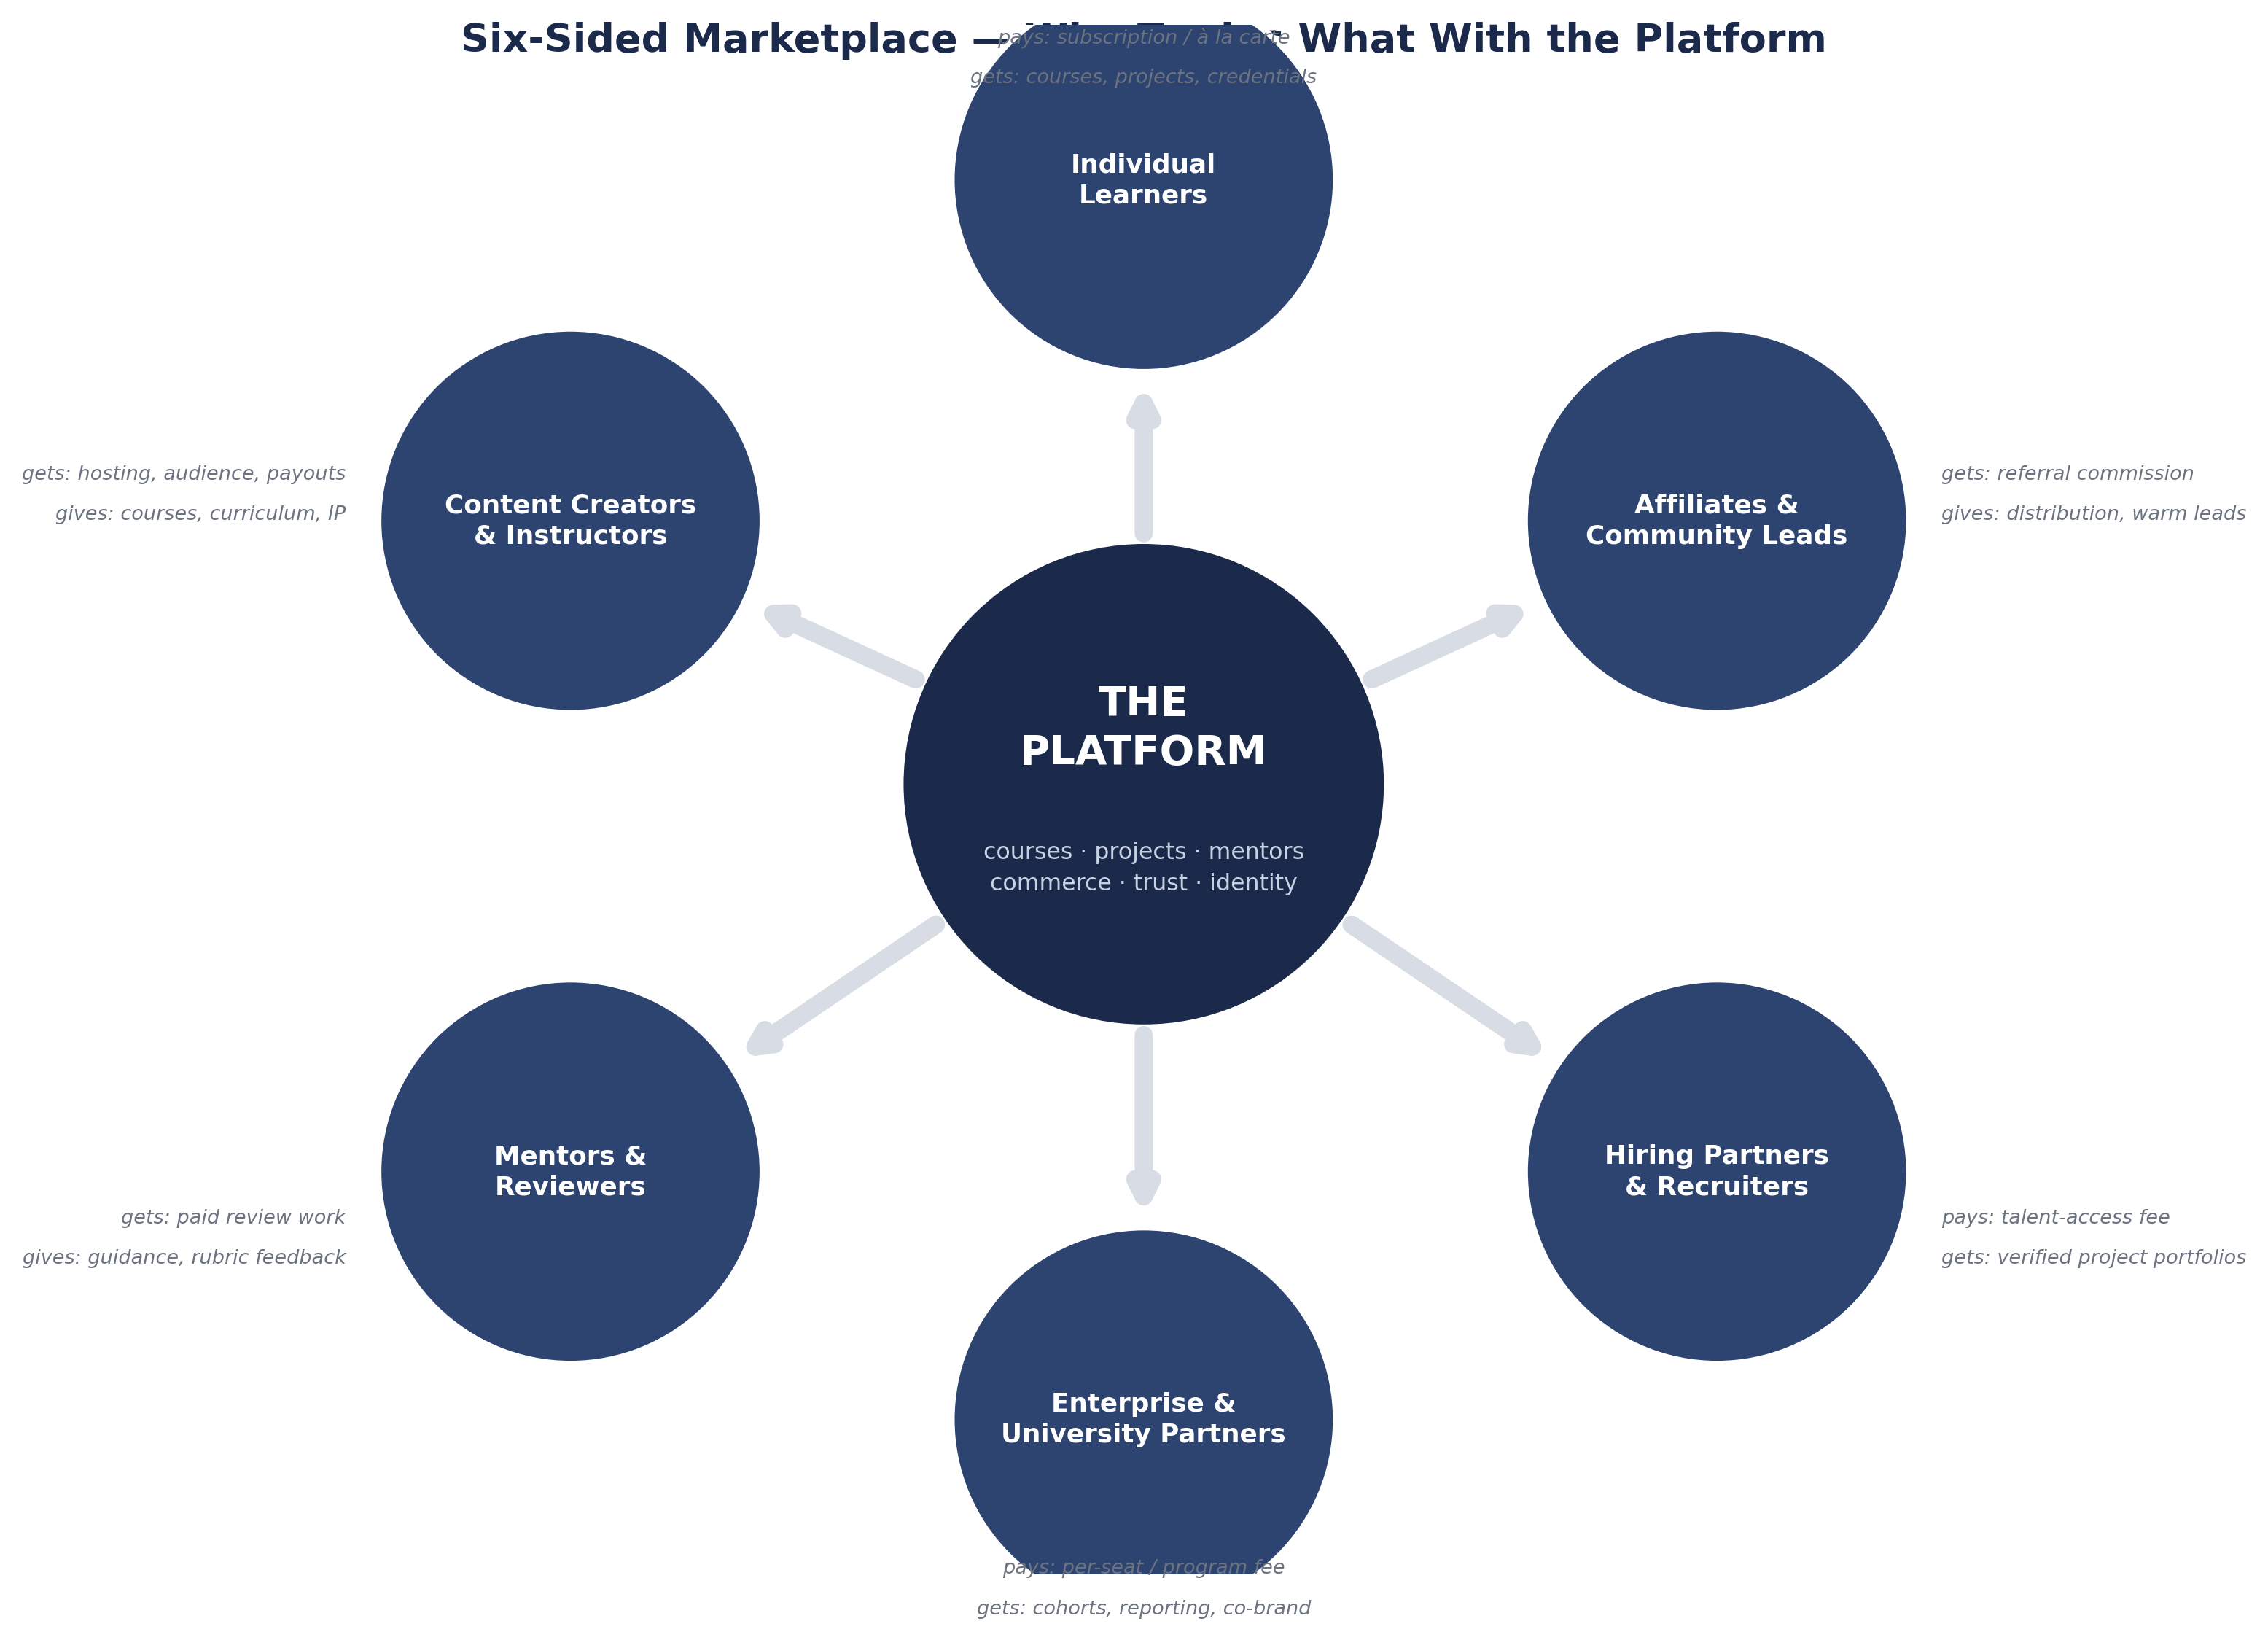 Six-Sided Marketplace — What With the Platform
pays: subscription / à la carte
gets: courses, projects, credentials
Individual
Learners
gets: hosting, audience, payouts
gives: courses, curriculum, IP
Content Creators
& Instructors
Affiliates &
Community Leads
gets: referral commission
gives: distribution, warm leads
THE
PLATFORM
courses · projects · mentors
commerce · trust · identity
Mentors &
Reviewers
gets: paid review work
gives: guidance, rubric feedback
Hiring Partners
& Recruiters
pays: talent-access fee
gets: verified project portfolios
Enterprise &
University Partners
pays: per-seat / program fee
gets: cohorts, reporting, co-brand